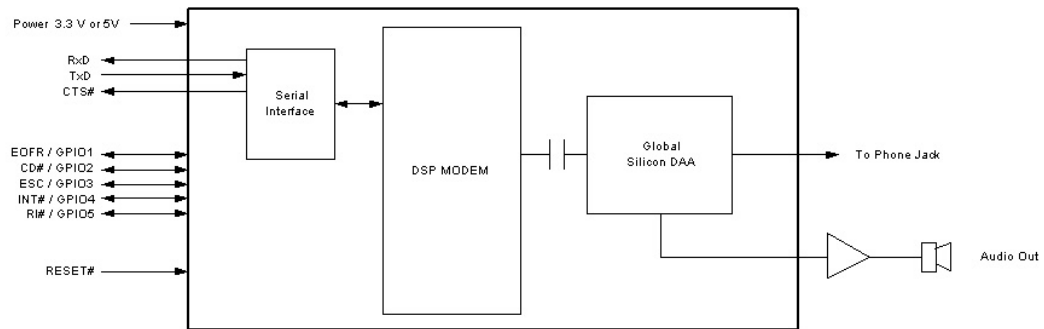 Power 3.3 V or 5V
RxD
TxD
CTS#
Serial
Interface
EOFR / GPIO1
CD# / GPIO2
ESC / GPIO3
INT# / GPIO4
RI# / GPIO5
RESET#
DSP MODEM
Global
Silicon DAA
To Phone Jack
Audio Out